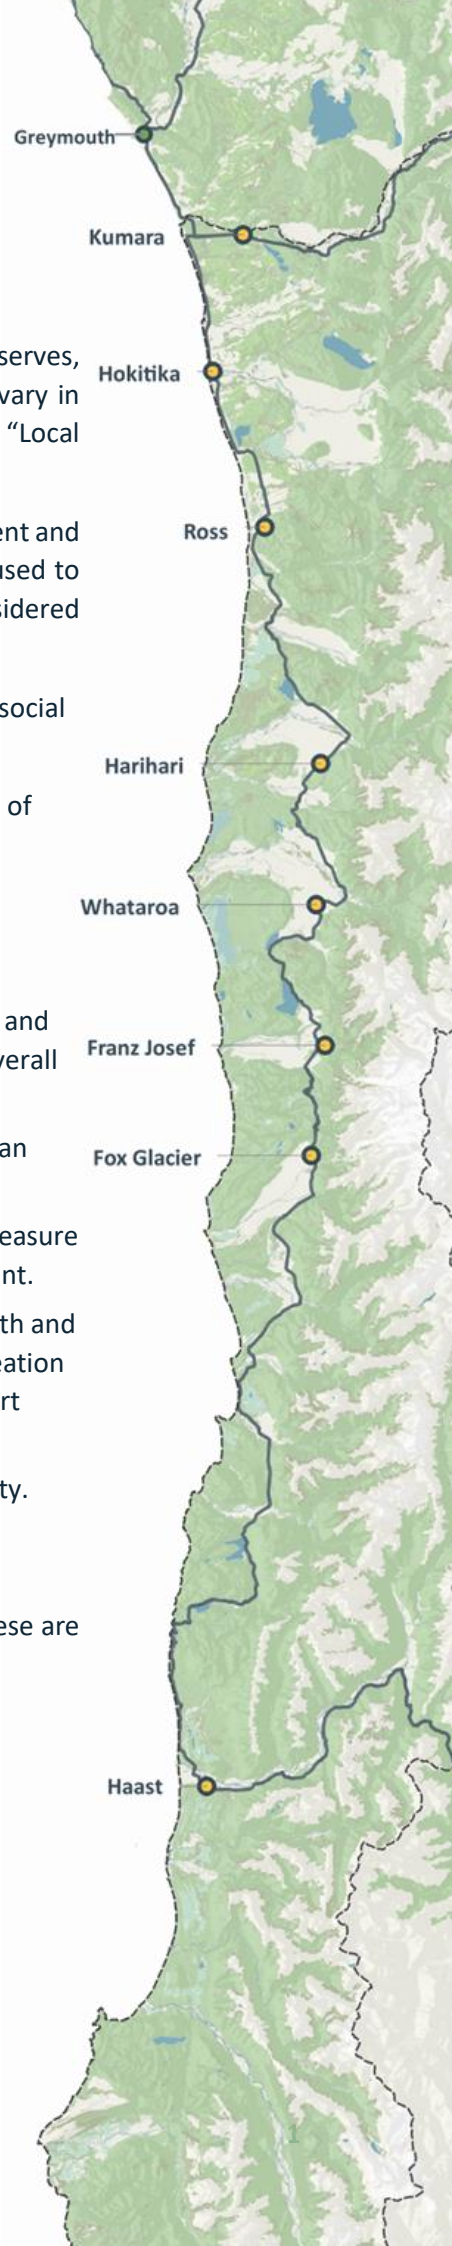 Greymouth
Kumara
serves,
Hokitika
vary in
“Local
Ross
ent and
used to
sidered
social
Harihari
of
Whataroa
and
Franz Josef
verall
an
Fox Glacier
easure
nt.
th and
eation
rt
ty.
ese are
Haast
1